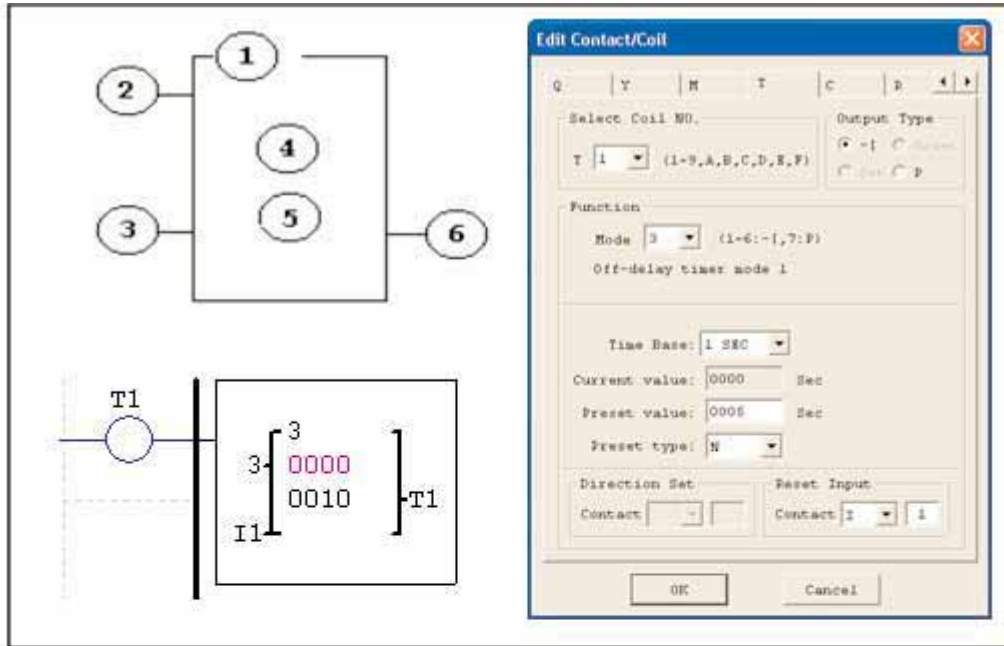 1
2
3
4
5
6
T1
3
3
0000
0010
I1
T1
Edit Contact/Coil
Q Y M T C R
Select Coil NO.
T 1 (1-9,A,B,C,D,E,F)
Output Type
-[
P
Function
Mode 3 (1-6:-[,7:P)
Off-delay timer mode 1
Time Base: 1 SEC
Current value: 0000 Sec
Preset value: Sec
Preset type: N
Direction Set
Contact
Reset Input
Contact I 1
OK
Cancel